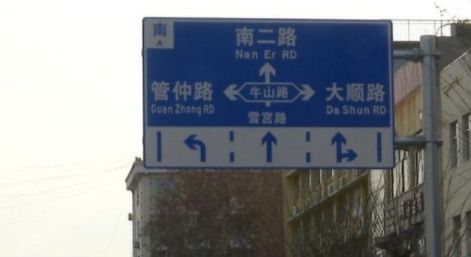 南
南二路
Nan Er RD
管仲路
Guan Zhong RD
牛山路
大顺路
Da Shun RD
雪宫路